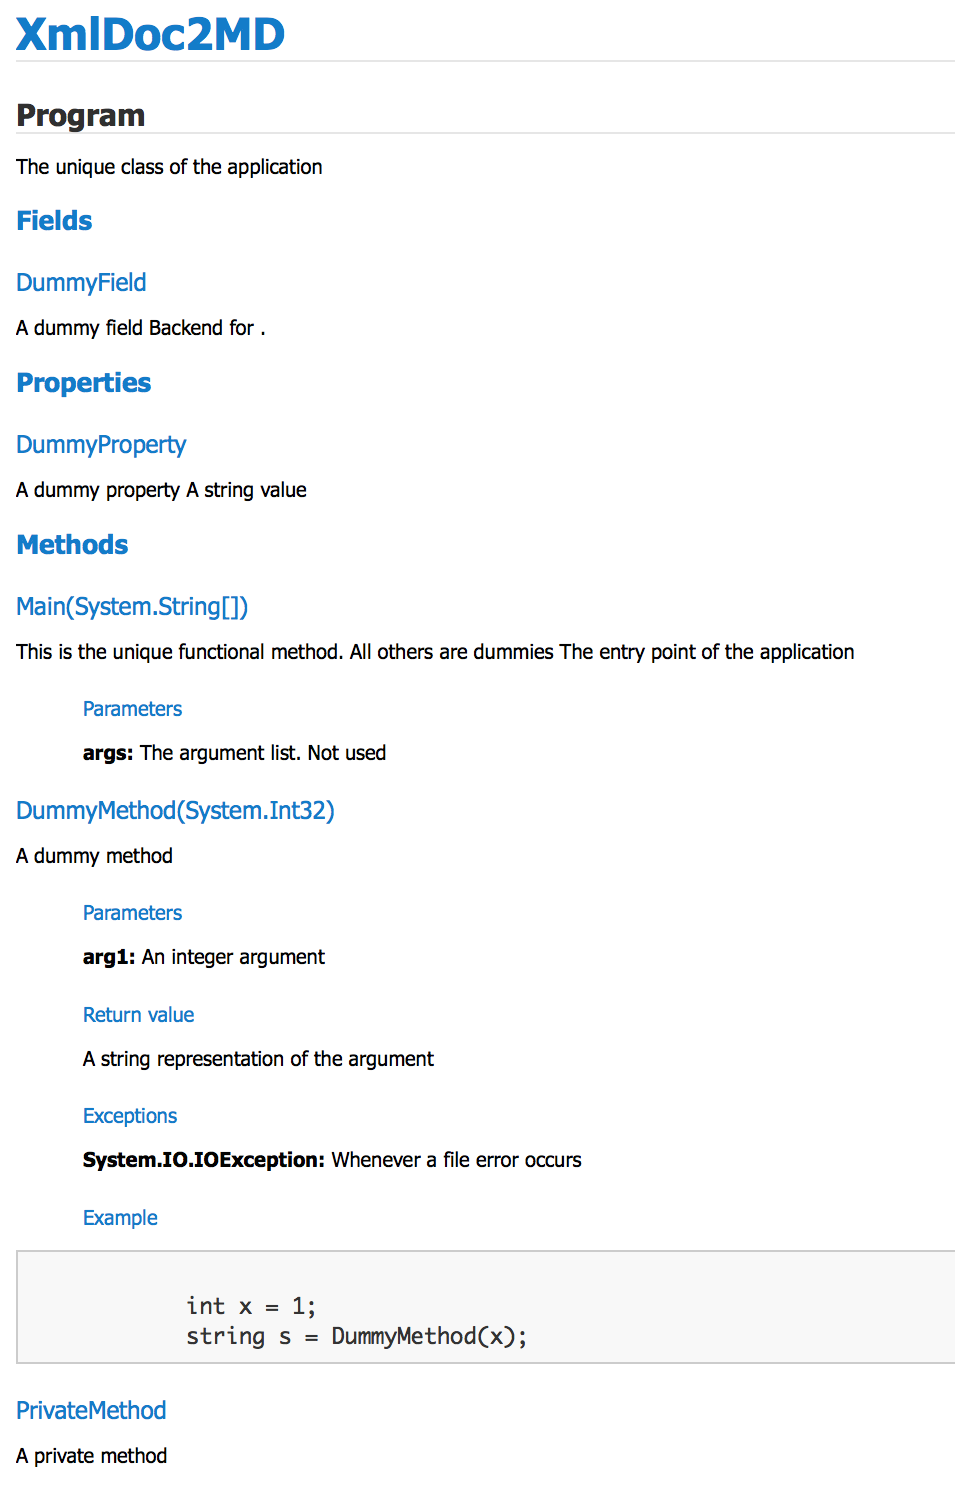 XmlDoc2MD
Program
The unique class of the application
Fields
DummyField
A dummy field Backend for .
Properties
DummyProperty
A dummy property A string value
Methods
Main(System.String[])
This is the unique functional method. All others are dummies The entry point of the application
Parameters
args: The argument list. Not used
DummyMethod(System.Int32)
A dummy method
Parameters
arg1: An integer argument
Return value
A string representation of the argument
Exceptions
System.IO.IOException: Whenever a file error occurs
Example
int x = 1;
string s = DummyMethod(x);
PrivateMethod
A private method